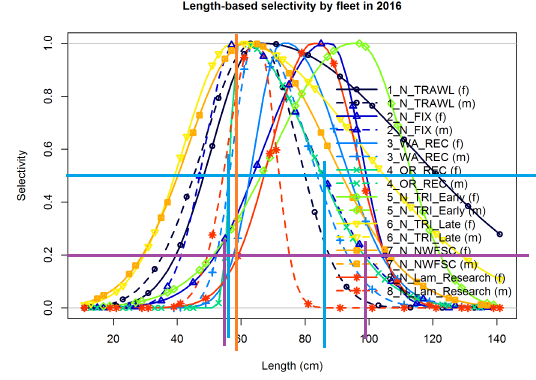 Length-based selectivity by fleet in 2016
Selectivity
1.0
0.8
0.6
0.4
0.2
0.0
1_N_TRAWL (f)
1_N_TRAWL (m)
2_N_FIX (f)
2_N_FIX (m)
3_WA_REC (f)
3_WA_REC (m)
4_OR_REC (f)
4_OR_REC (m)
5_N_TRI_Early (f)
5_N_TRI_Early (m)
6_N_TRI_Late (f)
6_N_TRI_Late (m)
7_N_NWFSC (f)
7_N_NWFSC (m)
8_N_Lam_Research (f)
8_N_Lam_Research (m)
20 40 60 80 100 120 140
Length (cm)